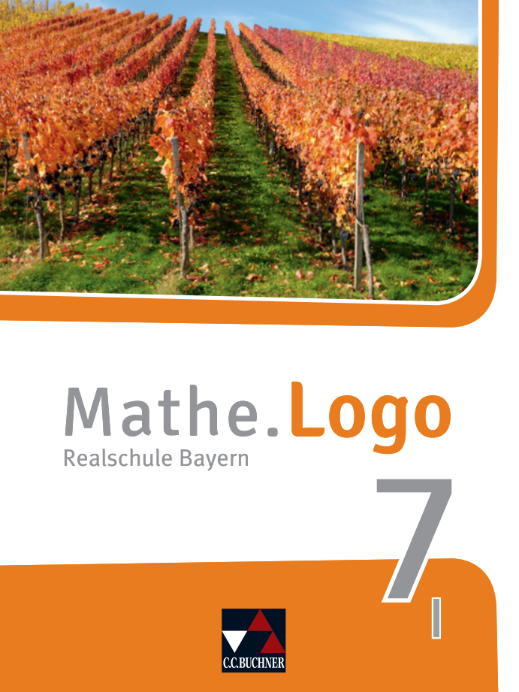 Mathe.Logo
Realschule Bayern
7
I
C.C.BUCHNER